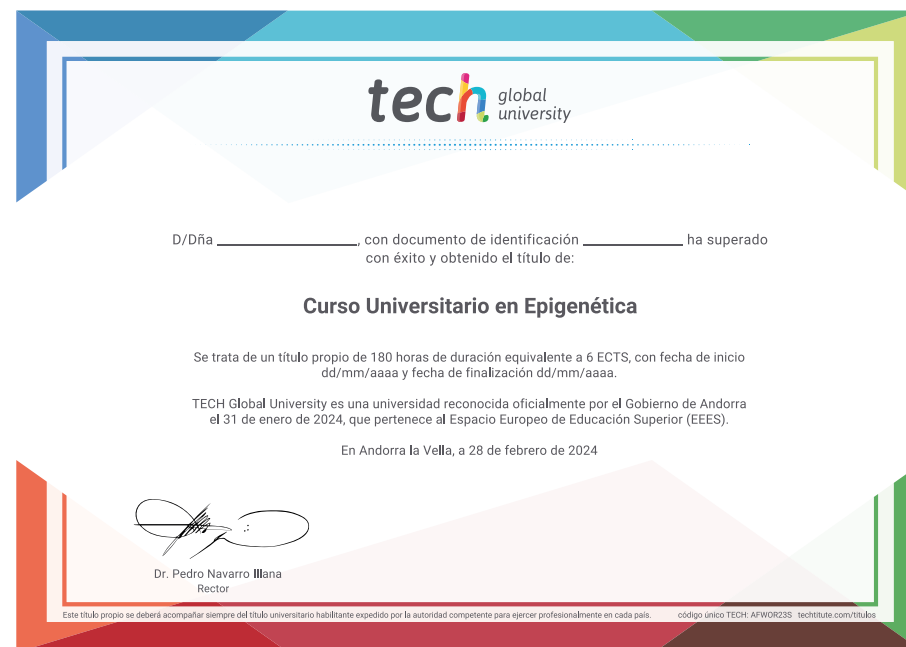 tech global university
D/Dña ____________________, con documento de identificación ______________ ha superado
con éxito y obtenido el título de:
Curso Universitario en Epigenética
Se trata de un título propio de 180 horas de duración equivalente a 6 ECTS, con fecha de inicio
dd/mm/aaaa y fecha de finalización dd/mm/aaaa.
TECH Global University es una universidad reconocida oficialmente por el Gobierno de Andorra
el 31 de enero de 2024, que pertenece al Espacio Europeo de Educación Superior (EEES).
En Andorra la Vella, a 28 de febrero de 2024
Dr. Pedro Navarro Illana
Rector
Este título propio se deberá acompañar siempre del título universitario habilitante expedido por la autoridad competente para ejercer profesionalmente en cada país. código único TECH: AFWOR23S techtitute.com/titulos